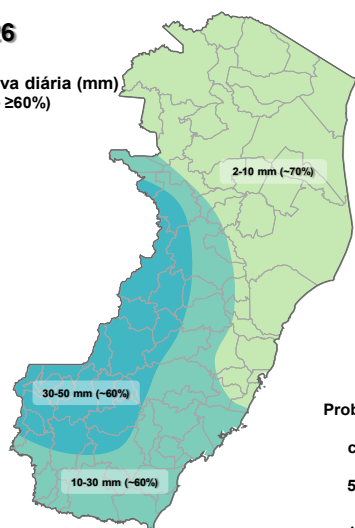 6
va diária (mm)
≥60%)
2-10 mm (~70%)
30-50 mm (~60%)
10-30 mm (~60%)
Prob
c
5